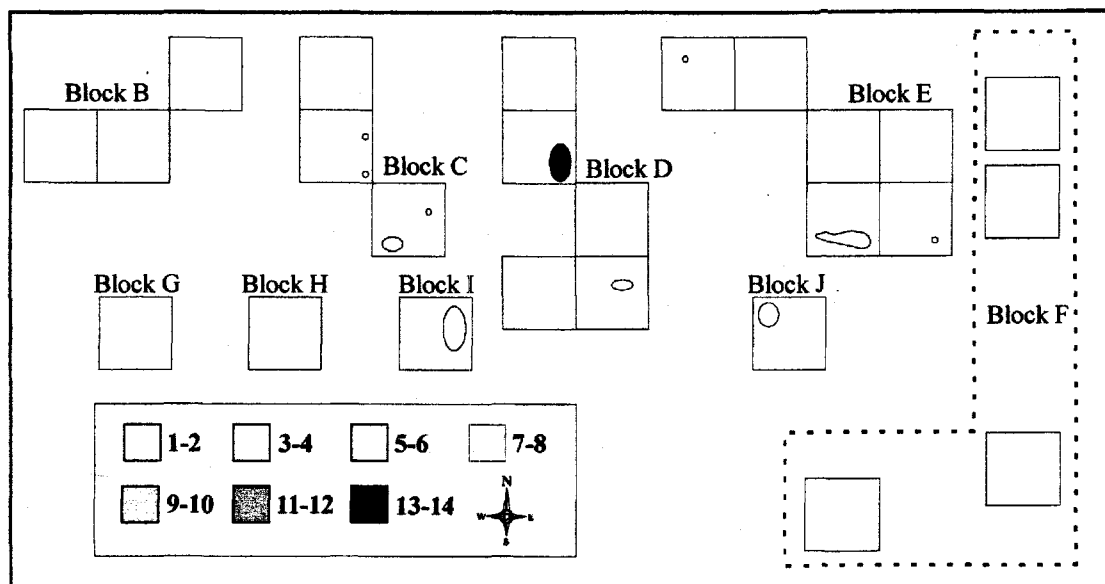 Block B
Block E
Block C
Block D
Block G
Block H
Block I
Block J
Block F
1-2
3-4
5-6
7-8
9-10
11-12
13-14
N
W
E
S